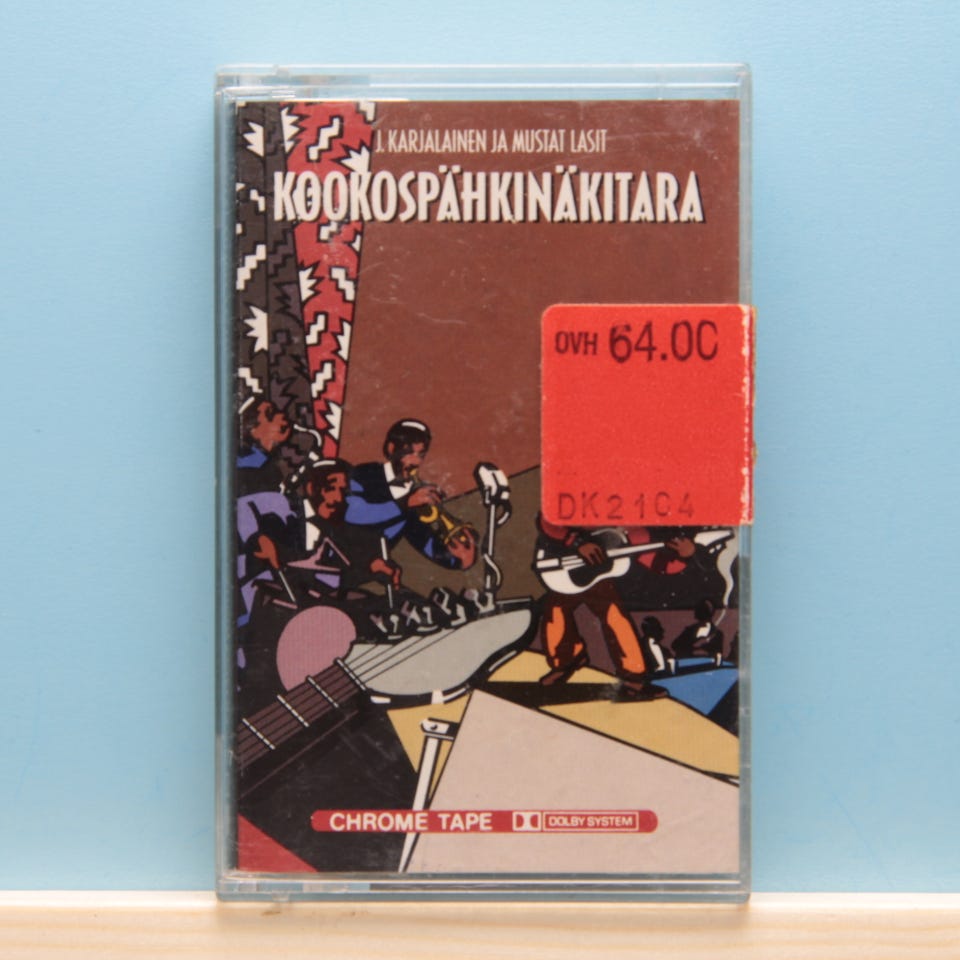 J. KARJALAINEN JA MUSTAT LASIT
KOOKOSPÄHKINÄKITARA
OVH 64.00
DK2104
CHROME TAPE DOLBY SYSTEM